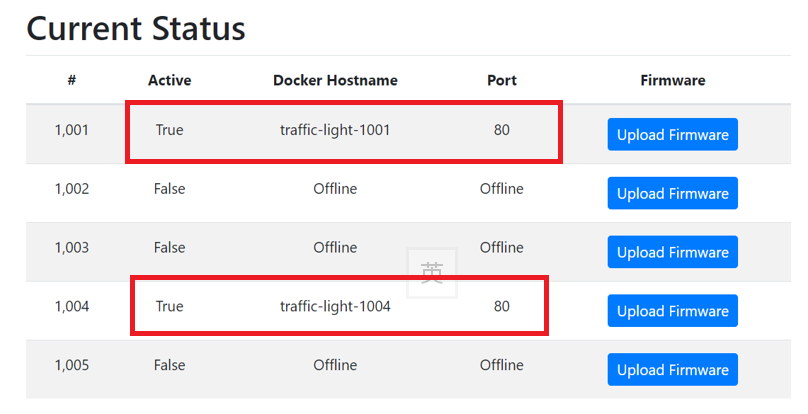 Current Status
# Active Docker Hostname Port Firmware
1,001 True traffic-light-1001 80 Upload Firmware
1,002 False Offline Offline Upload Firmware
1,003 False Offline Offline Upload Firmware
英
1,004 True traffic-light-1004 80 Upload Firmware
1,005 False Offline Offline Upload Firmware